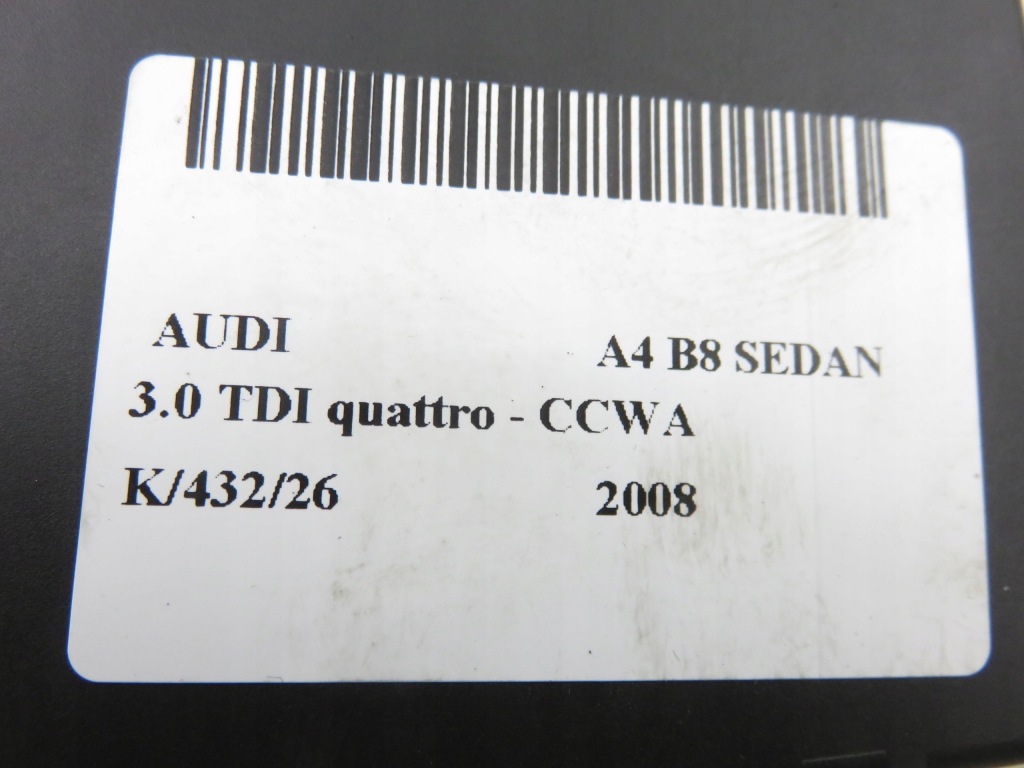 AUDI A4 B8 SEDAN
3.0 TDI quattro - CCWA
K/432/26 2008